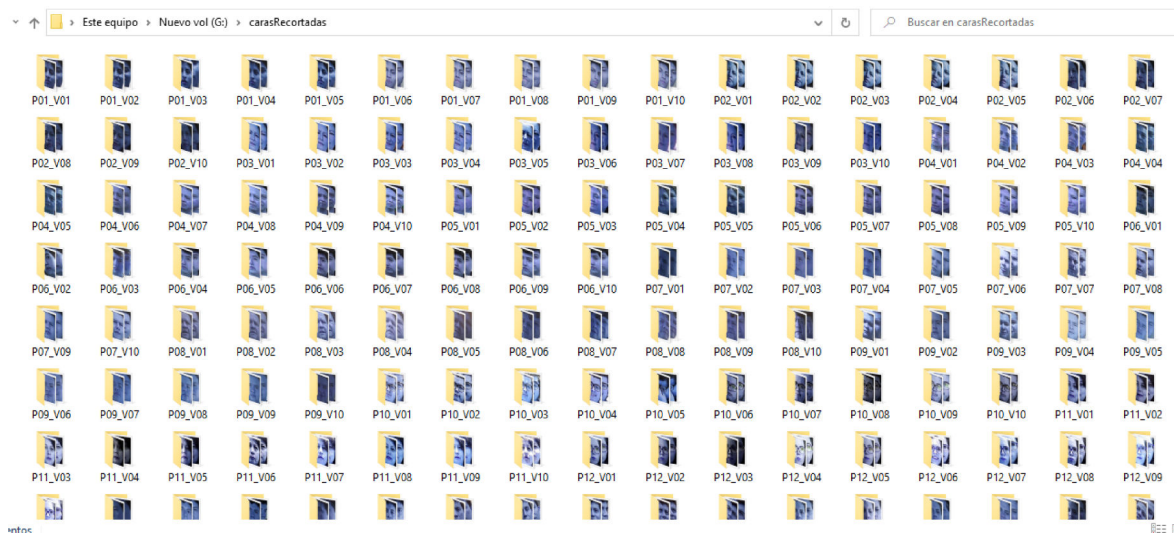 Este equipo > Nuevo vol (G:) > carasRecortadas Buscar en carasRecortadas
P01_V01 P01_V02 P01_V03 P01_V04 P01_V05 P01_V06 P01_V07 P01_V08 P01_V09 P01_V10 P02_V01 P02_V02 P02_V03 P02_V04 P02_V05 P02_V06 P02_V07
P02_V08 P02_V09 P02_V10 P03_V01 P03_V02 P03_V03 P03_V04 P03_V05 P03_V06 P03_V07 P03_V08 P03_V09 P03_V10 P04_V01 P04_V02 P04_V03 P04_V04
P04_V05 P04_V06 P04_V07 P04_V08 P04_V09 P04_V10 P05_V01 P05_V02 P05_V03 P05_V04 P05_V05 P05_V06 P05_V07 P05_V08 P05_V09 P05_V10 P06_V01
P06_V02 P06_V03 P06_V04 P06_V05 P06_V06 P06_V07 P06_V08 P06_V09 P06_V10 P07_V01 P07_V02 P07_V03 P07_V04 P07_V05 P07_V06 P07_V07 P07_V08
P07_V09 P07_V10 P08_V01 P08_V02 P08_V03 P08_V04 P08_V05 P08_V06 P08_V07 P08_V08 P08_V09 P08_V10 P09_V01 P09_V02 P09_V03 P09_V04 P09_V05
P09_V06 P09_V07 P09_V08 P09_V09 P09_V10 P10_V01 P10_V02 P10_V03 P10_V04 P10_V05 P10_V06 P10_V07 P10_V08 P10_V09 P10_V10 P11_V01 P11_V02
P11_V03 P11_V04 P11_V05 P11_V06 P11_V07 P11_V08 P11_V09 P11_V10 P12_V01 P12_V02 P12_V03 P12_V04 P12_V05 P12_V06 P12_V07 P12_V08 P12_V09